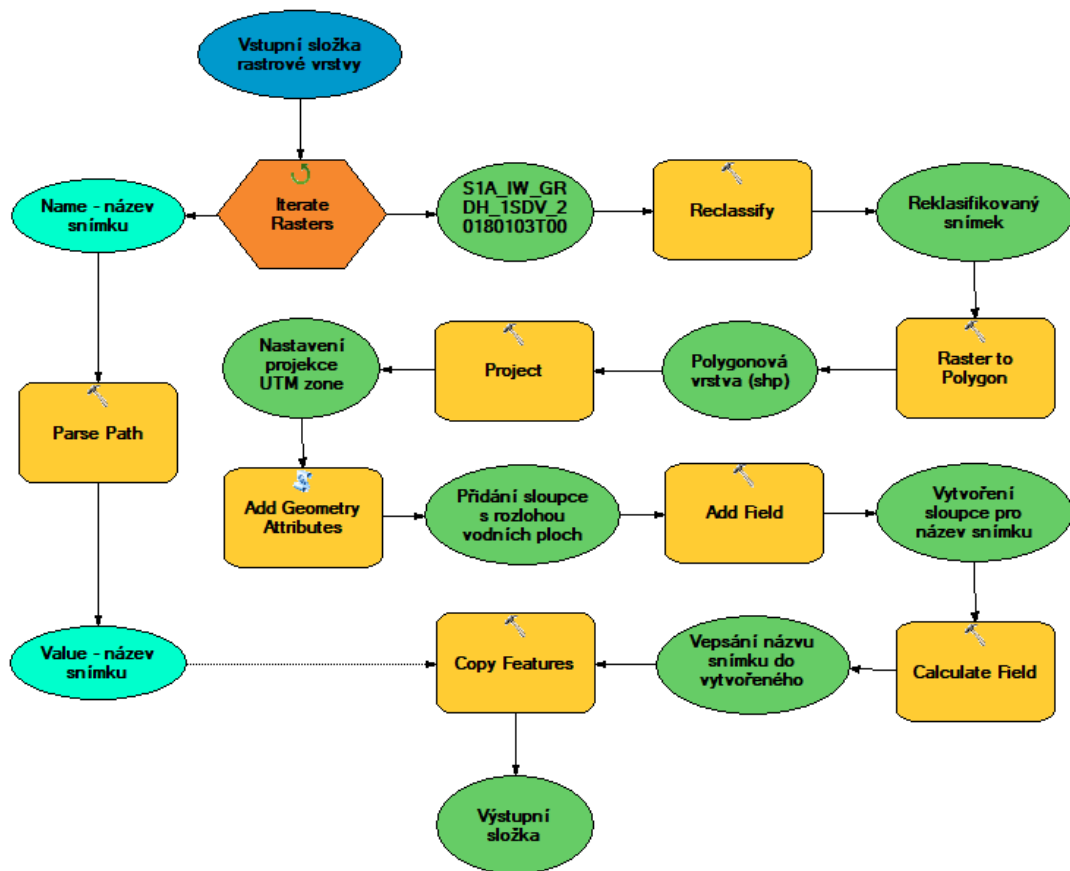 Vstupní složka
rastrové vrstvy
Name - název
snímku
Iterate
Rasters
S1A_IW_GR
DH_1SDV_2
0180103T00
Reclassify
Reklasifikovaný
snímek
Nastavení
projekce
UTM zone
Project
Polygonová
vrstva (shp)
Raster to
Polygon
Parse Path
Add Geometry
Attributes
Přidání sloupce
s rozlohou
vodních ploch
Add Field
Vytvoření
sloupce pro
název snímku
Value - název
snímku
Copy Features
Vepsání názvu
snímku do
vytvořeného
Calculate Field
Výstupní
složka